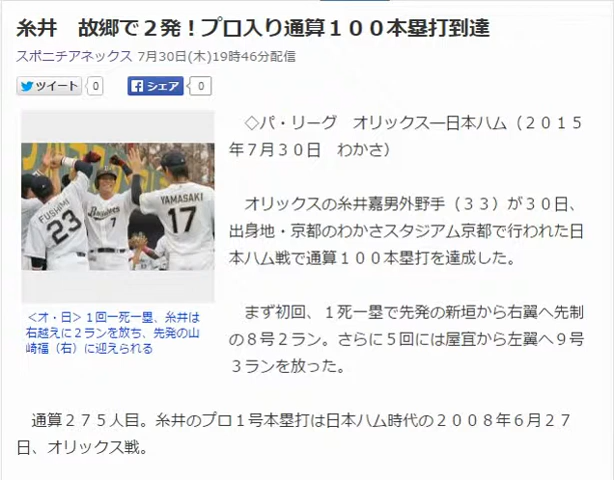 糸井　故郷で２発！プロ入り通算１００本塁打到達
スポニチアネックス 7月30日(木)19時46分配信
ツイート 0 シェア 0
◇パ・リーグ　オリックス―日本ハム（２０１５
年７月３０日　わかさ）
オリックスの糸井嘉男外野手（３３）が３０日、
出身地・京都のわかさスタジアム京都で行われた日
本ハム戦で通算１００本塁打を達成した。
まず初回、１死一塁で先発の新垣から右翼へ先制
の８号２ラン。さらに５回には屋宜から左翼へ９号
３ランを放った。
FUSHIMI
23
Buffaloes
7
YAMASAKI
17
＜オ・日＞１回一死一塁、糸井は
右越えに２ランを放ち、先発の山
崎福（右）に迎えられる
通算２７５人目。糸井のプロ１号本塁打は日本ハム時代の２００８年６月２７
日、オリックス戦。